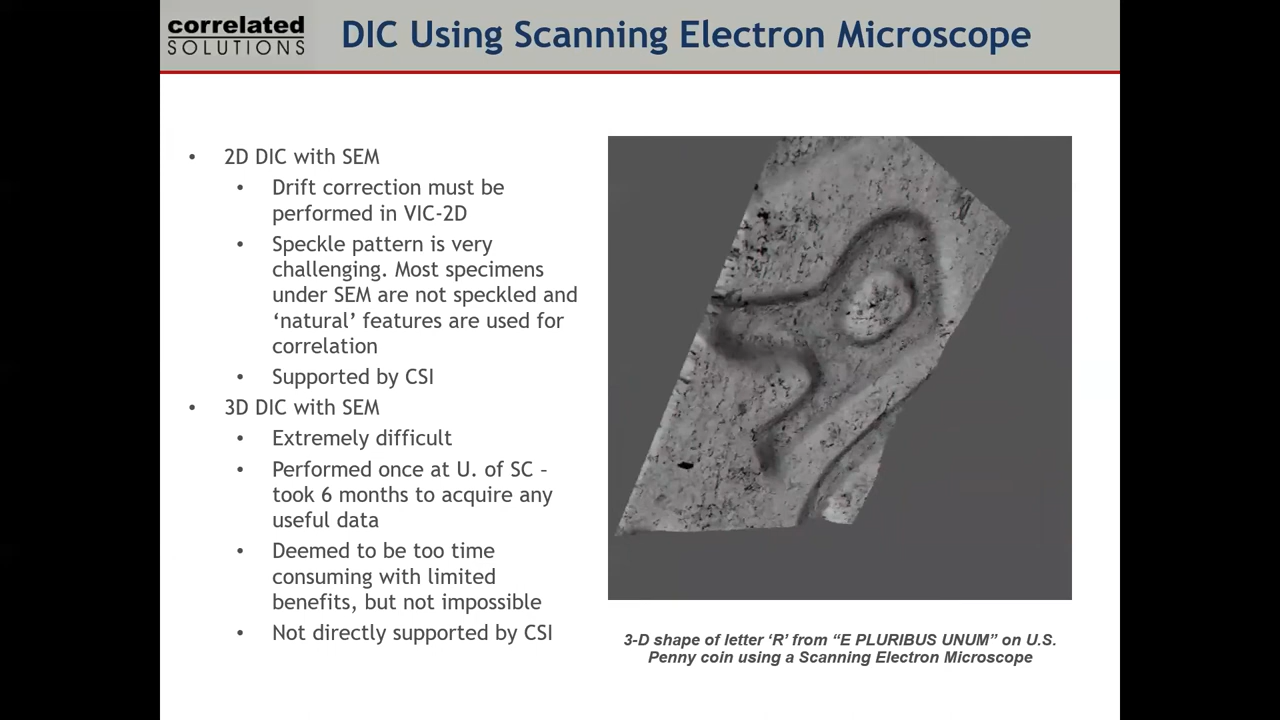 correlated
SOLUTIONS
DIC Using Scanning Electron Microscope
• 2D DIC with SEM
• Drift correction must be
performed in VIC-2D
• Speckle pattern is very
challenging. Most specimens
under SEM are not speckled and
‘natural’ features are used for
correlation
• Supported by CSI
• 3D DIC with SEM
• Extremely difficult
• Performed once at U. of SC –
took 6 months to acquire any
useful data
• Deemed to be too time
consuming with limited
benefits, but not impossible
• Not directly supported by CSI
3-D shape of letter ‘R’ from “E PLURIBUS UNUM” on U.S.
Penny coin using a Scanning Electron Microscope